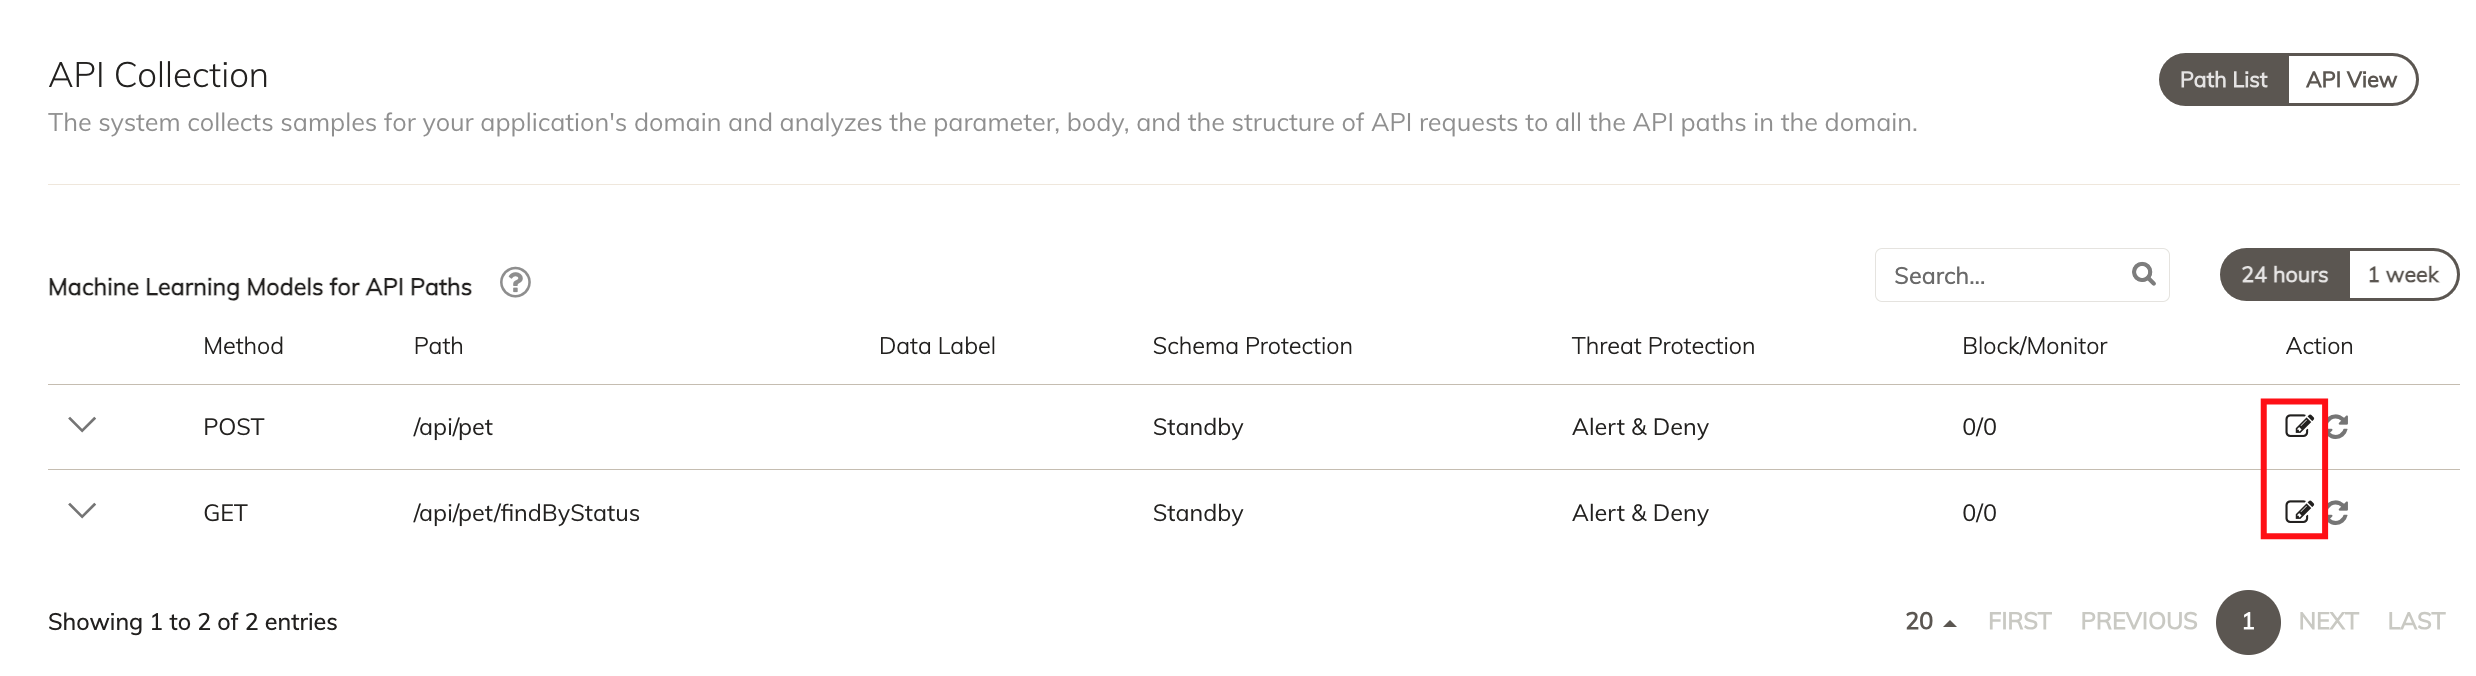 API Collection
Path List API View
The system collects samples for your application's domain and analyzes the parameter, body, and the structure of API requests to all the API paths in the domain.
Machine Learning Models for API Paths ?
Search...
24 hours 1 week
Method Path Data Label Schema Protection Threat Protection Block/Monitor Action
POST /api/pet Standby Alert & Deny 0/0
GET /api/pet/findByStatus Standby Alert & Deny 0/0
Showing 1 to 2 of 2 entries
20 FIRST PREVIOUS 1 NEXT LAST